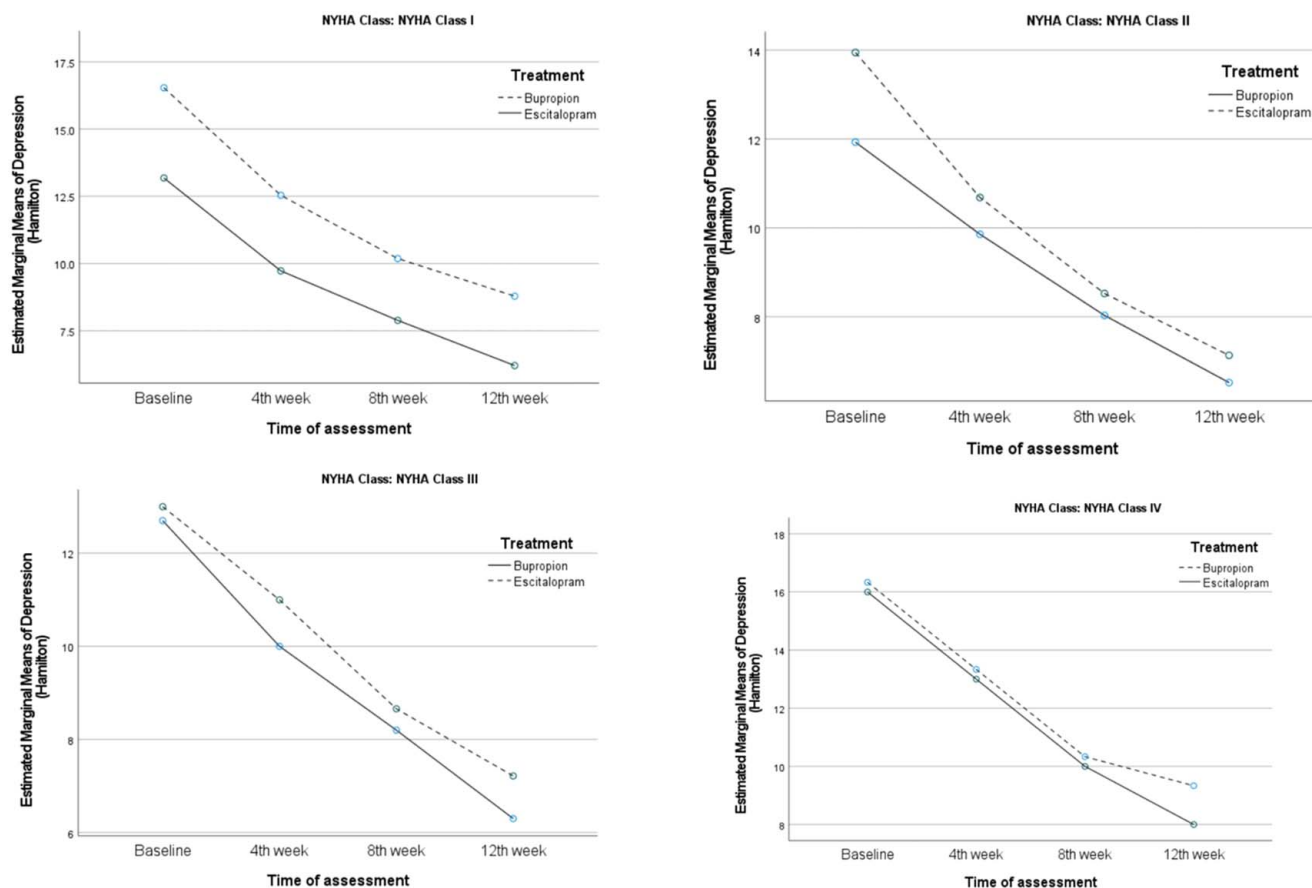 NYHA Class: NYHA Class I
Estimated Marginal Means of Depression
(Hamilton)
17.5
15.0
12.5
10.0
7.5
Treatment
Bupropion
Escitalopram
Baseline
4th week
8th week
12th week
Time of assessment
NYHA Class: NYHA Class II
Estimated Marginal Means of Depression
(Hamilton)
14
12
10
8
Treatment
Bupropion
Escitalopram
Baseline
4th week
8th week
12th week
Time of assessment
NYHA Class: NYHA Class III
Estimated Marginal Means of Depression
(Hamilton)
12
10
8
6
Treatment
Bupropion
Escitalopram
Baseline
4th week
8th week
12th week
Time of assessment
NYHA Class: NYHA Class IV
Estimated Marginal Means of Depression
(Hamilton)
18
16
14
12
10
8
Treatment
Bupropion
Escitalopram
Baseline
4th week
8th week
12th week
Time of assessment